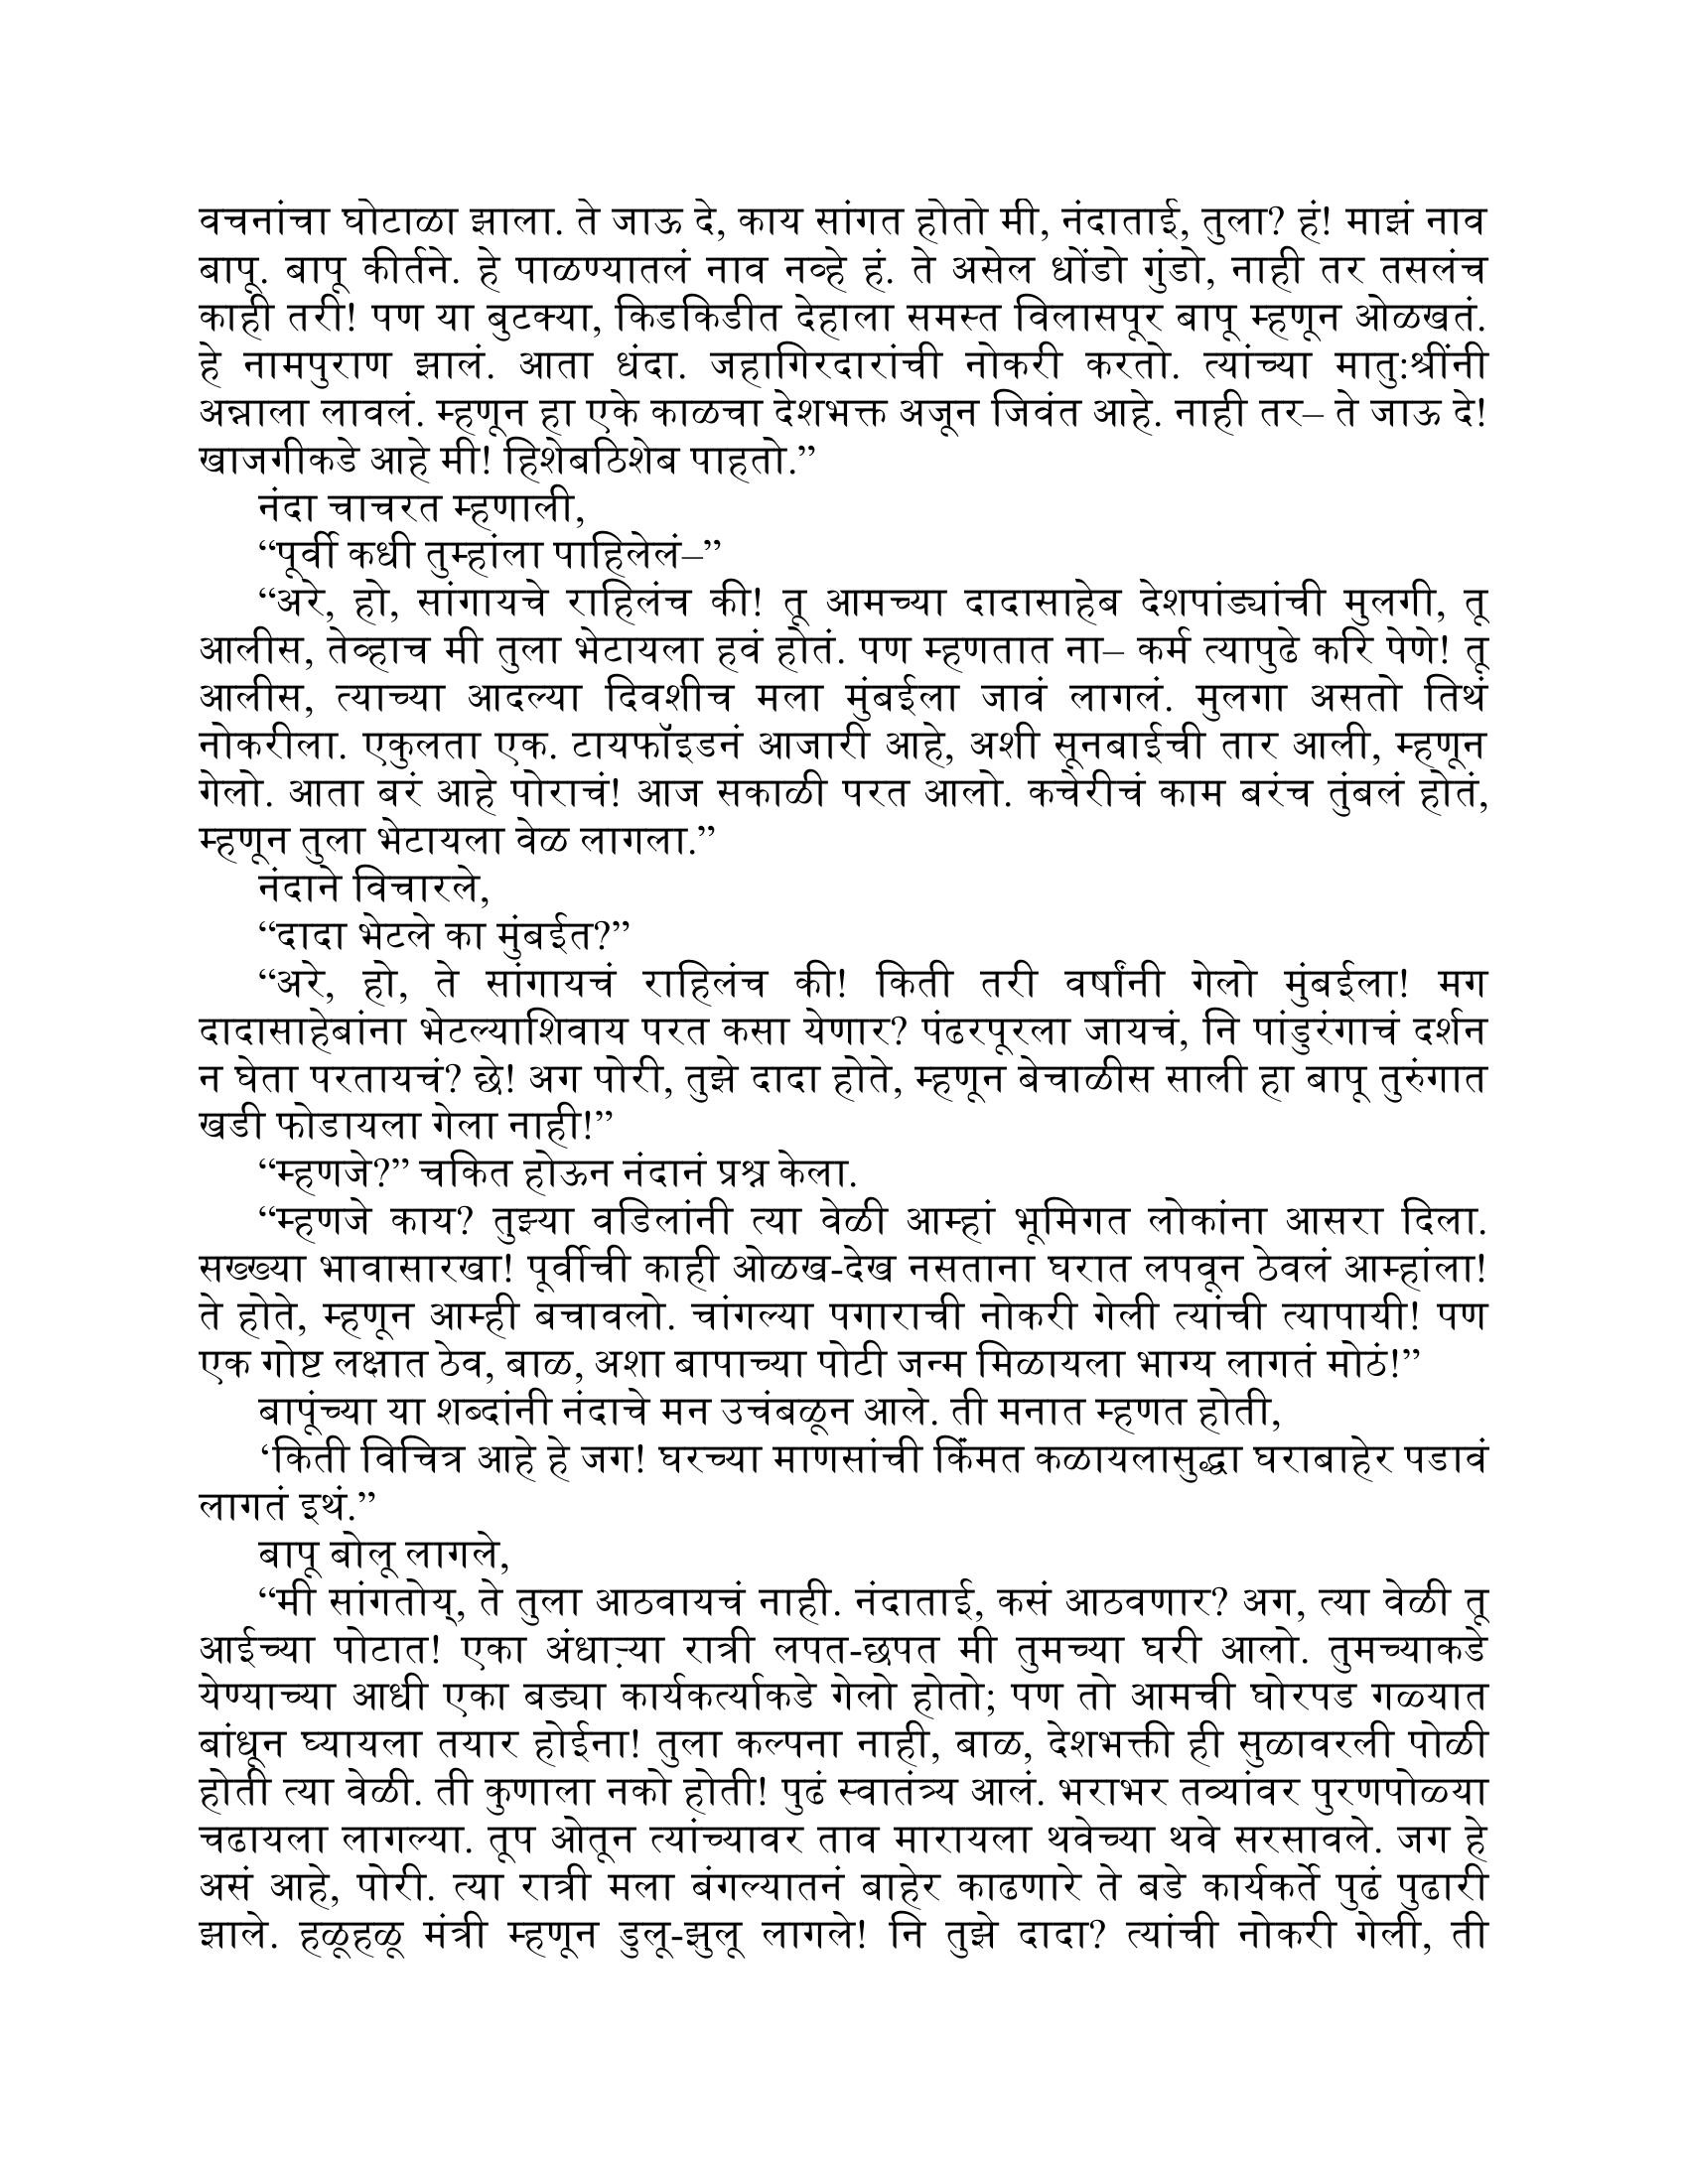 वचनांचा घोटाळा झाला. ते जाऊ दे, काय सांगत होतो मी, नंदाताई, तुला? हं! माझं नाव
बापू. बापू कीर्तने. हे पाळण्यातलं नाव नव्हे हं. ते असेल धोंडो गुंडो, नाही तर तसलंच
काही तरी! पण या बुटक्या, किडकिडीत देहाला समस्त विलासपूर बापू म्हणून ओळखतं.
हे नामपुराण झालं. आता धंदा. जहागिरदारांची नोकरी करतो. त्यांच्या मातु:श्रींनी
अन्नाला लावलं. म्हणून हा एके काळचा देशभक्त अजून जिवंत आहे. नाही तर– ते जाऊ दे!
खाजगीकडे आहे मी! हिशेबठिशेब पाहतो.”
नंदा चाचरत म्हणाली,
“पूर्वी कधी तुम्हांला पाहिलेलं–”
“अरे, हो, सांगायचे राहिलंच की! तू आमच्या दादासाहेब देशपांड्यांची मुलगी, तू
आलीस, तेव्हाच मी तुला भेटायला हवं होतं. पण म्हणतात ना– कर्म त्यापुढे करि पेणे! तू
आलीस, त्याच्या आदल्या दिवशीच मला मुंबईला जावं लागलं. मुलगा असतो तिथं
नोकरीला. एकुलता एक. टायफॉइडनं आजारी आहे, अशी सूनबाईची तार आली, म्हणून
गेलो. आता बरं आहे पोराचं! आज सकाळी परत आलो. कचेरीचं काम बरंच तुंबलं होतं,
म्हणून तुला भेटायला वेळ लागला.”
नंदाने विचारले,
“दादा भेटले का मुंबईत?”
“अरे, हो, ते सांगायचं राहिलंच की! किती तरी वर्षांनी गेलो मुंबईला! मग
दादासाहेबांना भेटल्याशिवाय परत कसा येणार? पंढरपूरला जायचं, नि पांडुरंगाचं दर्शन
न घेता परतायचं? छे! अग पोरी, तुझे दादा होते, म्हणून बेचाळीस साली हा बापू तुरुंगात
खडी फोडायला गेला नाही!”
“म्हणजे?” चकित होऊन नंदानं प्रश्न केला.
“म्हणजे काय? तुझ्या वडिलांनी त्या वेळी आम्हां भूमिगत लोकांना आसरा दिला.
सख्ख्या भावासारखा! पूर्वीची काही ओळख-देख नसताना घरात लपवून ठेवलं आम्हांला!
ते होते, म्हणून आम्ही बचावलो. चांगल्या पगाराची नोकरी गेली त्यांची त्यापायी! पण
एक गोष्ट लक्षात ठेव, बाळ, अशा बापाच्या पोटी जन्म मिळायला भाग्य लागतं मोठं!”
बापूंच्या या शब्दांनी नंदाचे मन उचंबळून आले. ती मनात म्हणत होती,
‘किती विचित्र आहे हे जग! घरच्या माणसांची किंमत कळायलासुद्धा घराबाहेर पडावं
लागतं इथं.”
बापू बोलू लागले,
“मी सांगतोय्, ते तुला आठवायचं नाही. नंदाताई, कसं आठवणार? अग, त्या वेळी तू
आईच्या पोटात! एका अंधाऱ्या रात्री लपत-छपत मी तुमच्या घरी आलो. तुमच्याकडे
येण्याच्या आधी एका बड्या कार्यकर्त्याकडे गेलो होतो; पण तो आमची घोरपड गळ्यात
बांधून घ्यायला तयार होईना! तुला कल्पना नाही, बाळ, देशभक्ती ही सुळावरली पोळी
होती त्या वेळी. ती कुणाला नको होती! पुढं स्वातंत्र्य आलं. भराभर तव्यांवर पुरणपोळ्या
चढायला लागल्या. तूप ओतून त्यांच्यावर ताव मारायला थवेच्या थवे सरसावले. जग हे
असं आहे, पोरी. त्या रात्री मला बंगल्यातनं बाहेर काढणारे ते बडे कार्यकर्ते पुढं पुढारी
झाले. हळूहळू मंत्री म्हणून डुलू-झुलू लागले! नि तुझे दादा? त्यांची नोकरी गेली, ती